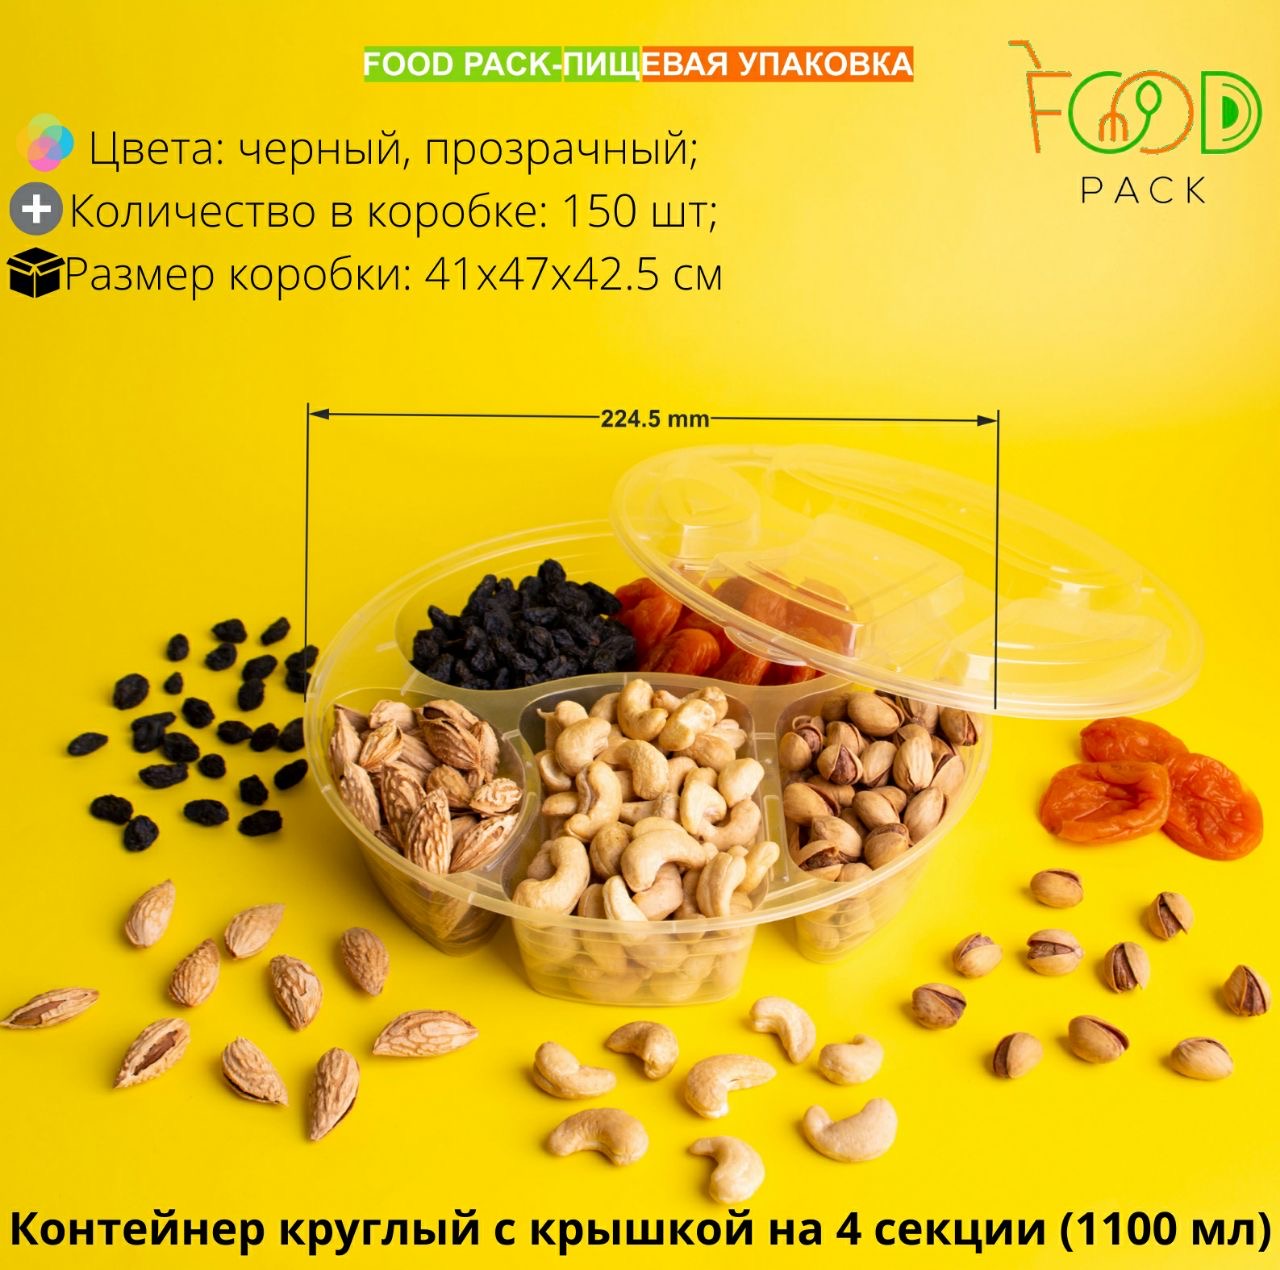 FOOD PACK-ПИЩЕВАЯ УПАКОВКА
FOOD
PACK
Цвета: черный, прозрачный;
Количество в коробке: 150 шт;
Размер коробки: 41х47х42.5 см
224.5 mm
Контейнер круглый с крышкой на 4 секции (1100 мл)